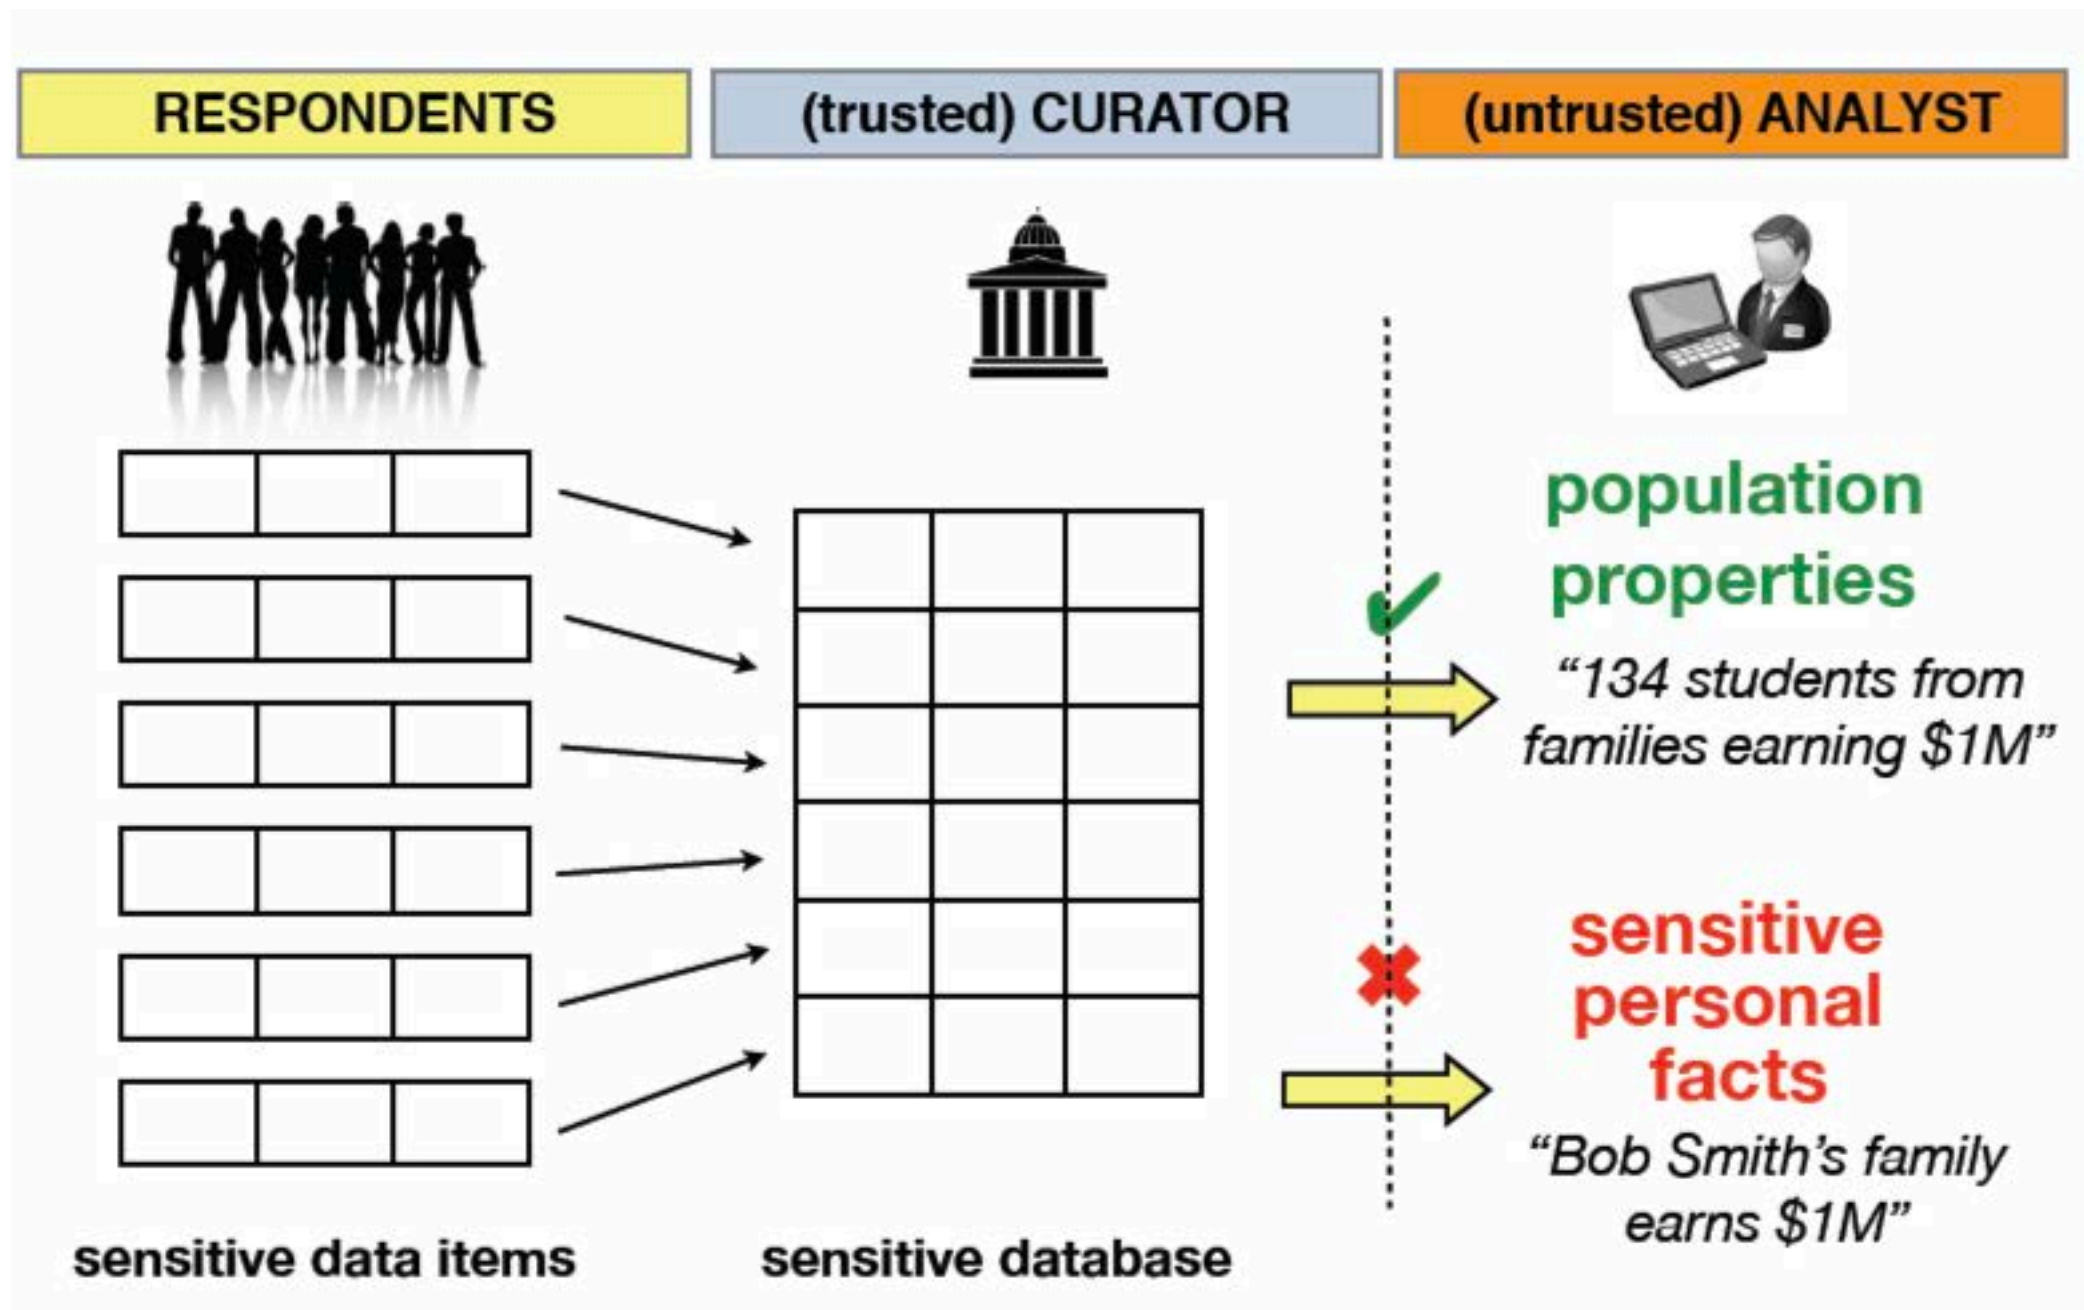 RESPONDENTS
(trusted) CURATOR
(untrusted) ANALYST
population
properties
“134 students from
families earning $1M”
sensitive
personal
facts
“Bob Smith’s family
earns $1M”
sensitive data items
sensitive database